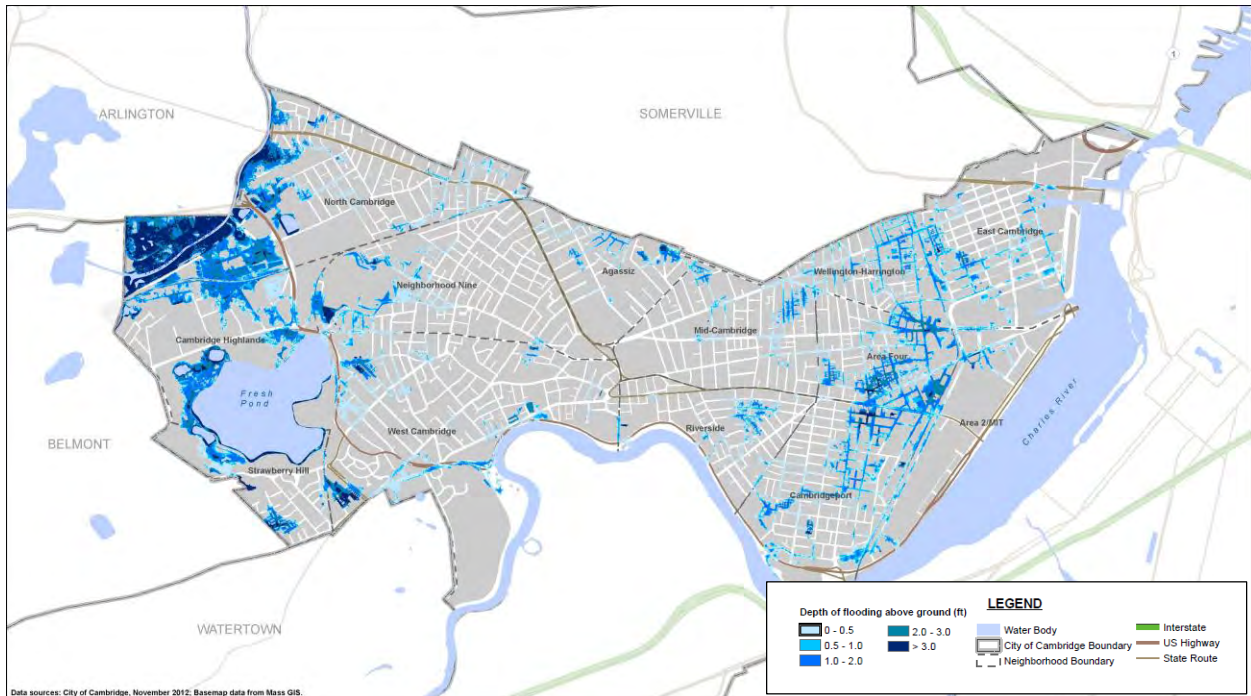 1
ARLINGTON
SOMERVILLE
North Cambridge
East Cambridge
Agassiz
Wellington-Harrington
Neighborhood Nine
Mid-Cambridge
Cambridge Highlands
Area Four
Fresh
Pond
Area 2/MIT
Charles River
BELMONT
West Cambridge
Riverside
Strawberry Hill
Cambridgeport
WATERTOWN
LEGEND
Depth of flooding above ground (ft)
0 - 0.5
0.5 - 1.0
1.0 - 2.0
2.0 - 3.0
> 3.0
Water Body
City of Cambridge Boundary
Neighborhood Boundary
Interstate
US Highway
State Route
Data sources: City of Cambridge, November 2012; Basemap data from Mass GIS.